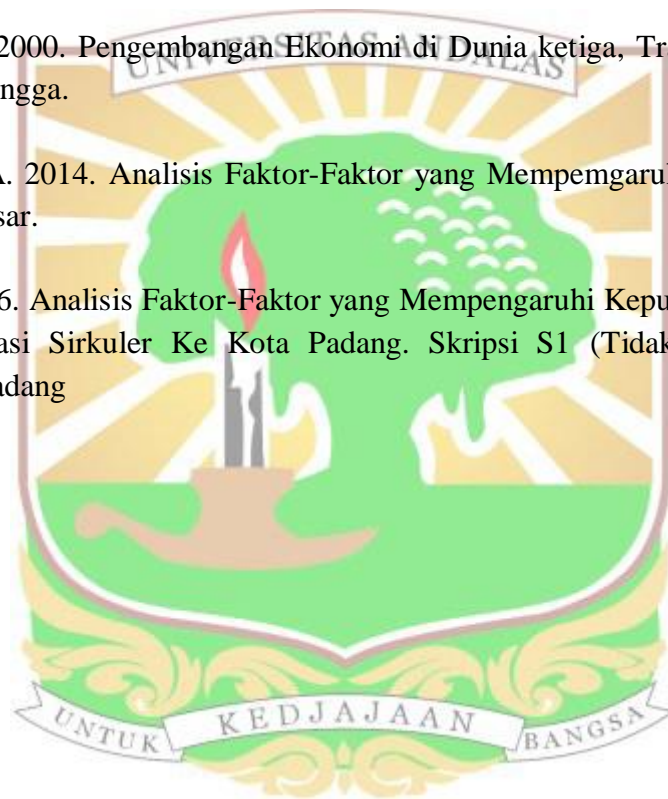 2000. Pengembangan Ekonomi di Dunia ketiga, Tr
UNIVERSITAS ANDALAS
ngga.
A. 2014. Analisis Faktor-Faktor yang Mempemgaruh
sar.
6. Analisis Faktor-Faktor yang Mempengaruhi Kepu
asi Sirkuler Ke Kota Padang. Skripsi S1 (Tidak
adang
UNTUK KEDJAJAAN BANGSA